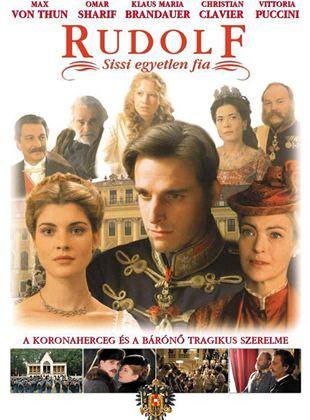 MAX VON THUN
OMAR SHARIF
KLAUS MARIA BRANDAUER
CHRISTIAN CLAVIER
VITTORIA PUCCINI
RUDOLF
Sissi egyetlen fia
A KORONAHERCEG ÉS A BÁRÓNŐ TRAGIKUS SZERELME